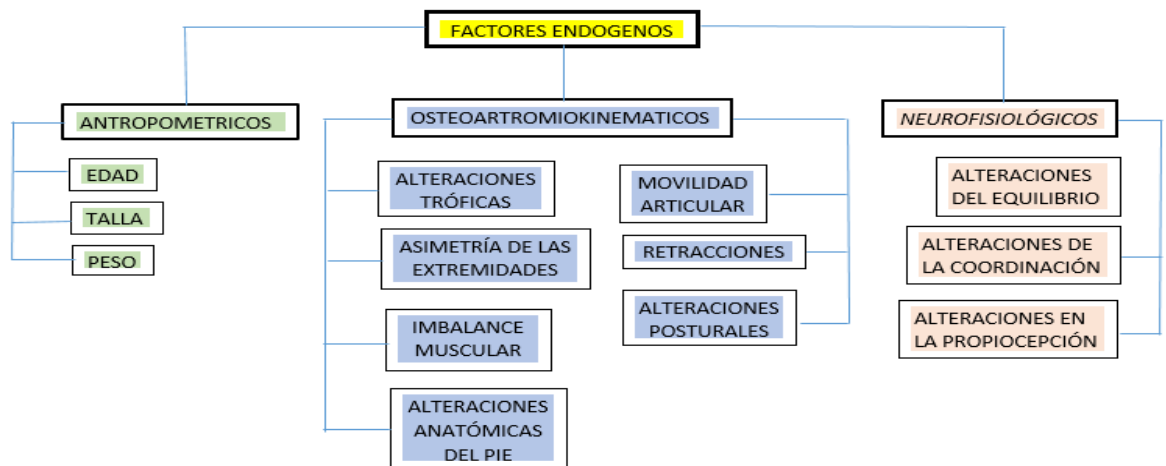 FACTORES ENDOGENOS
ANTROPOMETRICOS
EDAD
TALLA
PESO
OSTEOARTROMIOKINEMATICOS
ALTERACIONES
TRÓFICAS
ASIMETRÍA DE LAS
EXTREMIDADES
IMBALANCE
MUSCULAR
ALTERACIONES
ANATÓMICAS
DEL PIE
MOVILIDAD
ARTICULAR
RETRACCIONES
ALTERACIONES
POSTURALES
NEUROFISIOLÓGICOS
ALTERACIONES
DEL EQUILIBRIO
ALTERACIONES DE
LA COORDINACIÓN
ALTERACIONES EN
LA PROPIOCEPCIÓN